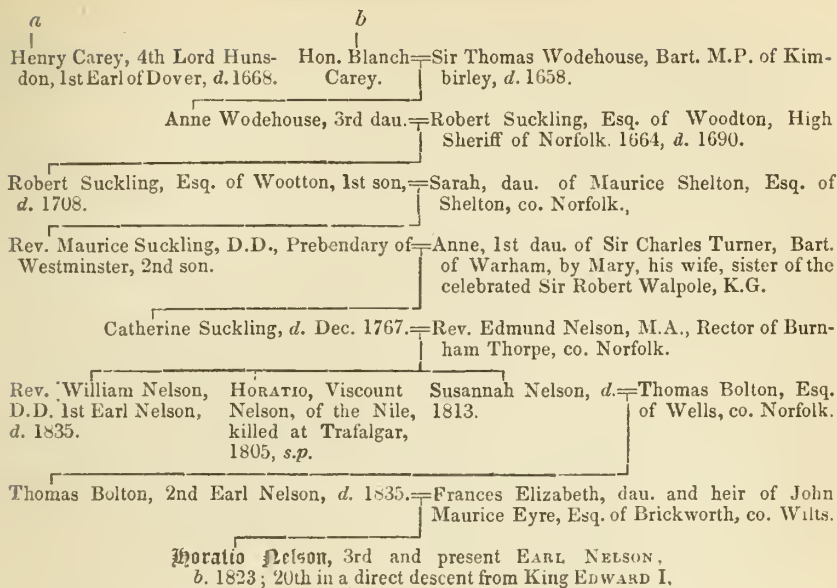 a b
Henry Carey, 4th Lord Huns- Hon. Blanch=Sir Thomas Wodehouse, Bart. M.P. of Kim-
don, 1st Earl of Dover, d. 1668. Carey. birley, d. 1658.
Anne Wodehouse, 3rd dau.=Robert Suckling, Esq. of Woodton, High
Sheriff of Norfolk. 1664, d. 1690.
Robert Suckling, Esq. of Wootton, 1st son,=Sarah, dau. of Maurice Shelton, Esq. of
d. 1708. Shelton, co. Norfolk.,
Rev. Maurice Suckling, D.D., Prebendary of=Anne, 1st dau. of Sir Charles Turner, Bart.
Westminster, 2nd son. of Warham, by Mary, his wife, sister of the
celebrated Sir Robert Walpole, K.G.
Catherine Suckling, d. Dec. 1767.=Rev. Edmund Nelson, M.A., Rector of Burn-
ham Thorpe, co. Norfolk.
Rev. William Nelson, HORATIO, Viscount Susannah Nelson, d.=Thomas Bolton, Esq.
D.D. 1st Earl Nelson, Nelson, of the Nile, 1813. of Wells, co. Norfolk.
d. 1835. killed at Trafalgar,
1805, s.p.
Thomas Bolton, 2nd Earl Nelson, d. 1835.=Frances Elizabeth, dau. and heir of John
Maurice Eyre, Esq. of Brickworth, co. Wilts.
Horatio Nelson, 3rd and present EARL NELSON,
b. 1823; 20th in a direct descent from King EDWARD I,